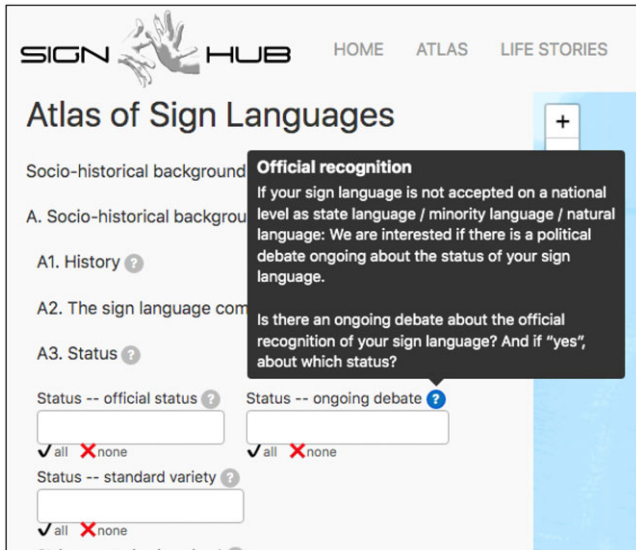 SIGN HUB HOME ATLAS LIFE STORIES
Atlas of Sign Languages
+
Socio-historical background
Official recognition
If your sign language is not accepted on a national
level as state language / minority language / natural
language: We are interested if there is a political
debate ongoing about the status of your sign
language.
Is there an ongoing debate about the official
recognition of your sign language? And if “yes”,
about which status?
A. Socio-historical backgrou
A1. History ?
A2. The sign language com
A3. Status ?
Status -- official status ? Status -- ongoing debate ?
✓all ✗none ✓all ✗none
Status -- standard variety ?
✓all ✗none